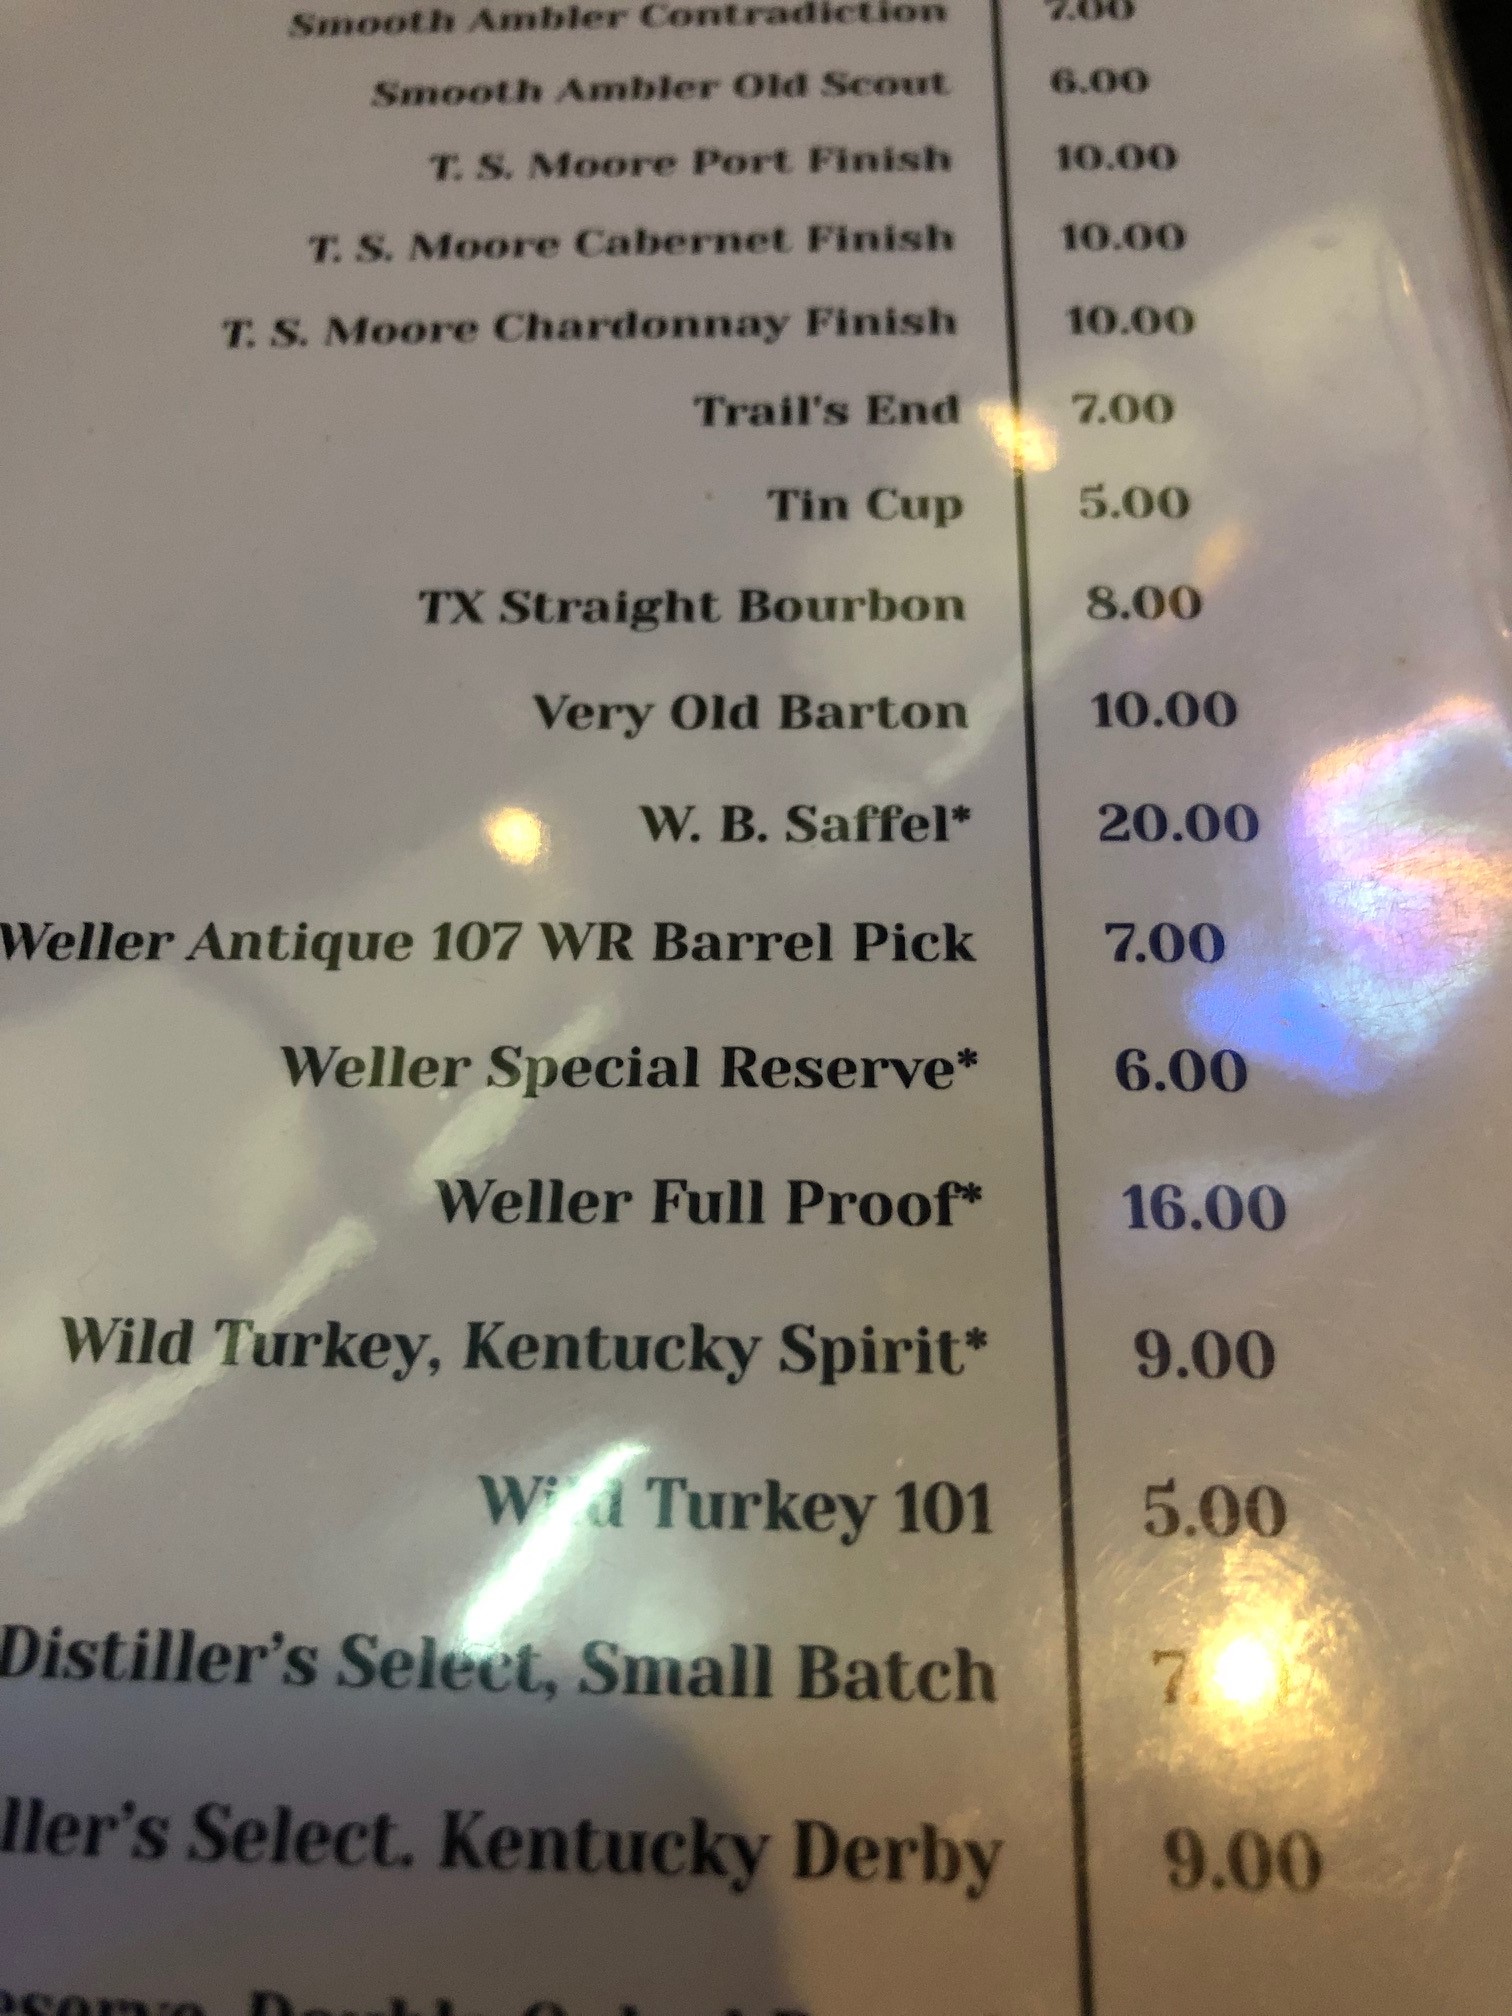 Smooth Ambler Contradiction 7.00
Smooth Ambler Old Scout 6.00
T. S. Moore Port Finish 10.00
T. S. Moore Cabernet Finish 10.00
T. S. Moore Chardonnay Finish 10.00
Trail's End 7.00
Tin Cup 5.00
TX Straight Bourbon 8.00
Very Old Barton 10.00
W. B. Saffel* 20.00
Weller Antique 107 WR Barrel Pick 7.00
Weller Special Reserve* 6.00
Weller Full Proof* 16.00
Wild Turkey, Kentucky Spirit* 9.00
Wild Turkey 101 5.00
Distiller’s Select, Small Batch
ller’s Select. Kentucky Derby 9.00